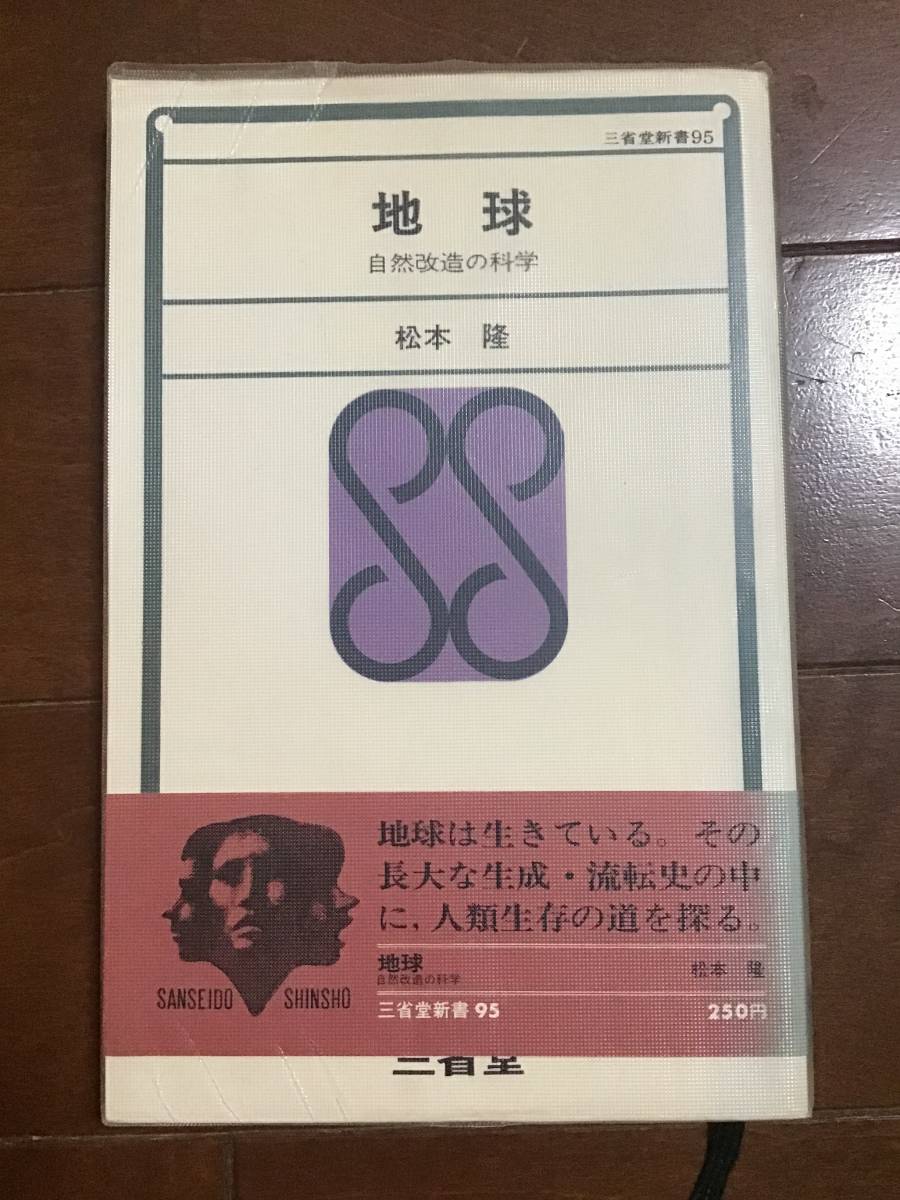 三省堂新書95
地 球
自然改造の科学
松本 隆
地球は生きている。その
長大な生成・流転史の中
に,人類生存の道を探る。
地球
自然改造の科学
松本 隆
SANSEIDO SHINSHO
三省堂新書 95
250円
三省堂